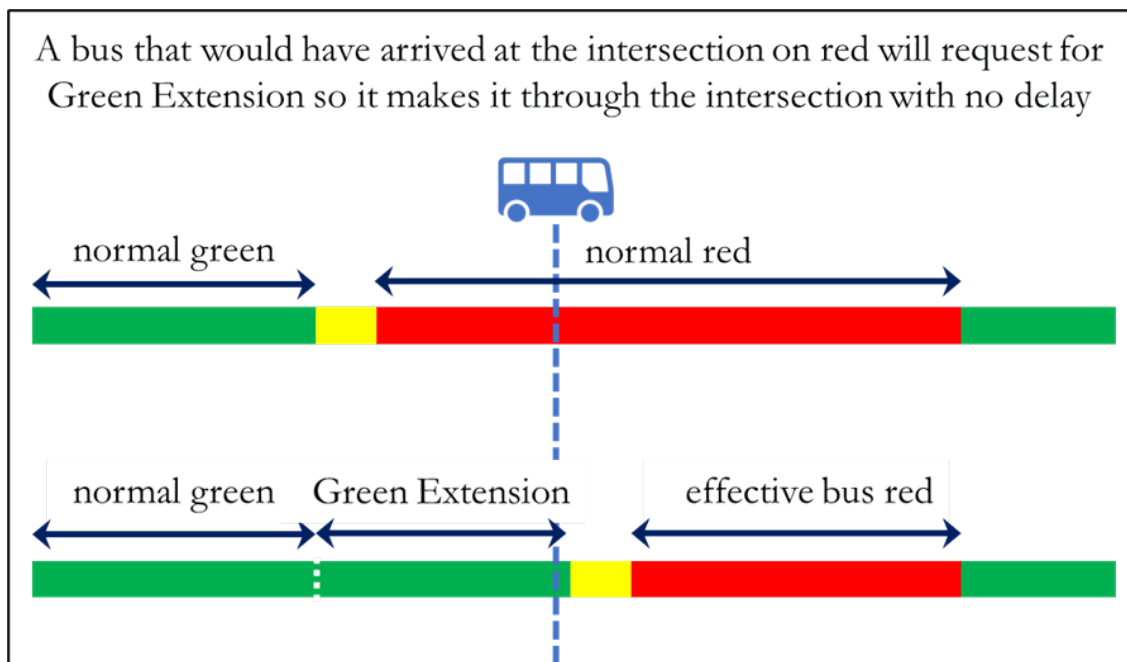 A bus that would have arrived at the intersection on red will request for
Green Extension so it makes it through the intersection with no delay
normal green
normal red
normal green
Green Extension
effective bus red